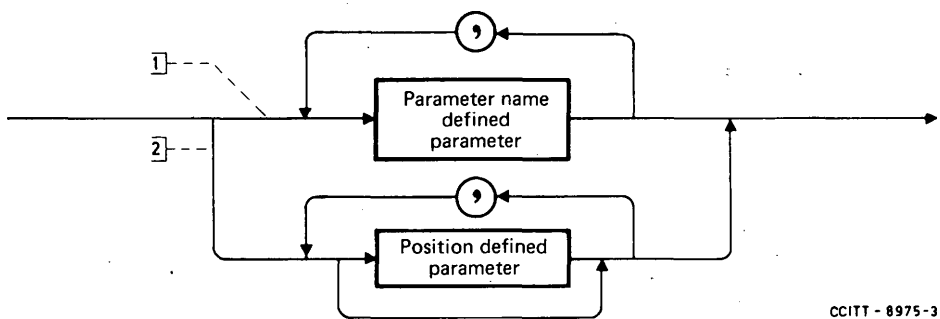 ,
1
Parameter name
defined
parameter
2
,
Position defined
parameter
CCITT - 8975-3